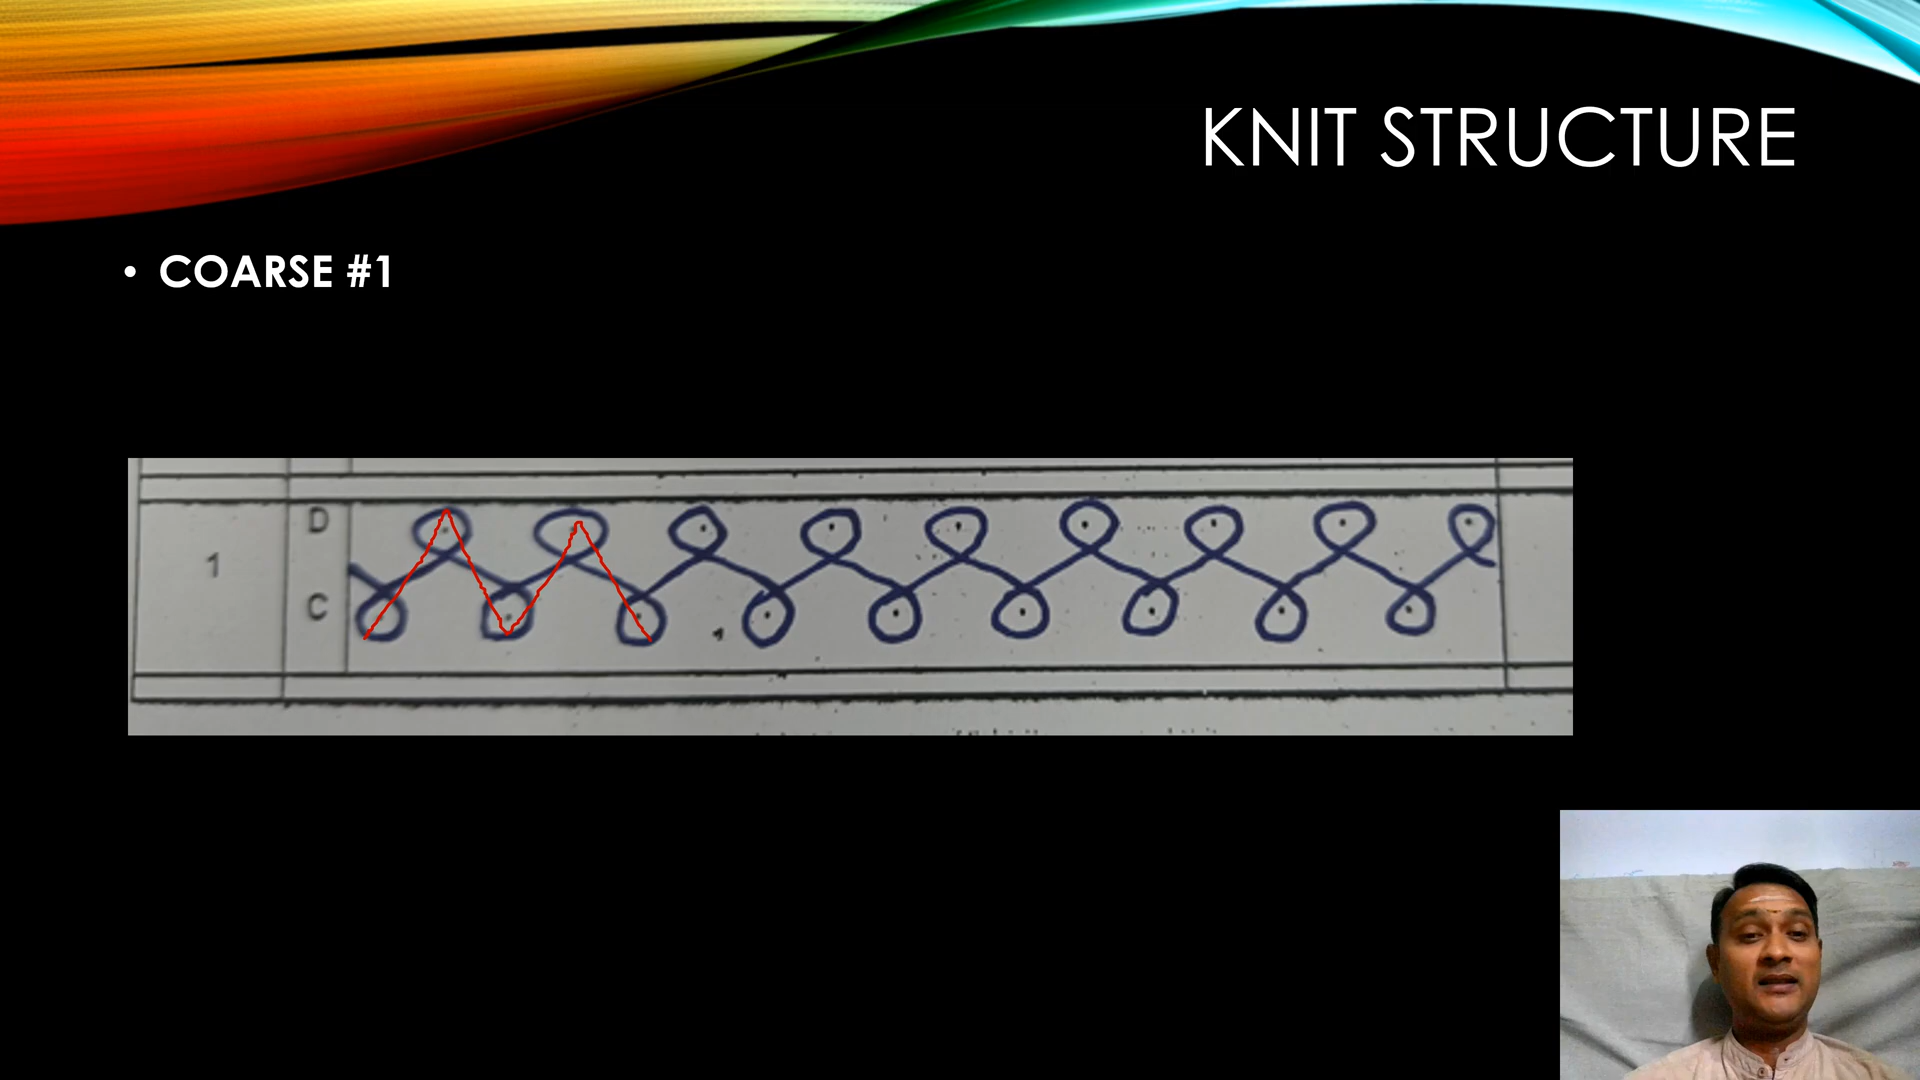 KNIT STRUCTURE
• COARSE #1
D
1
C